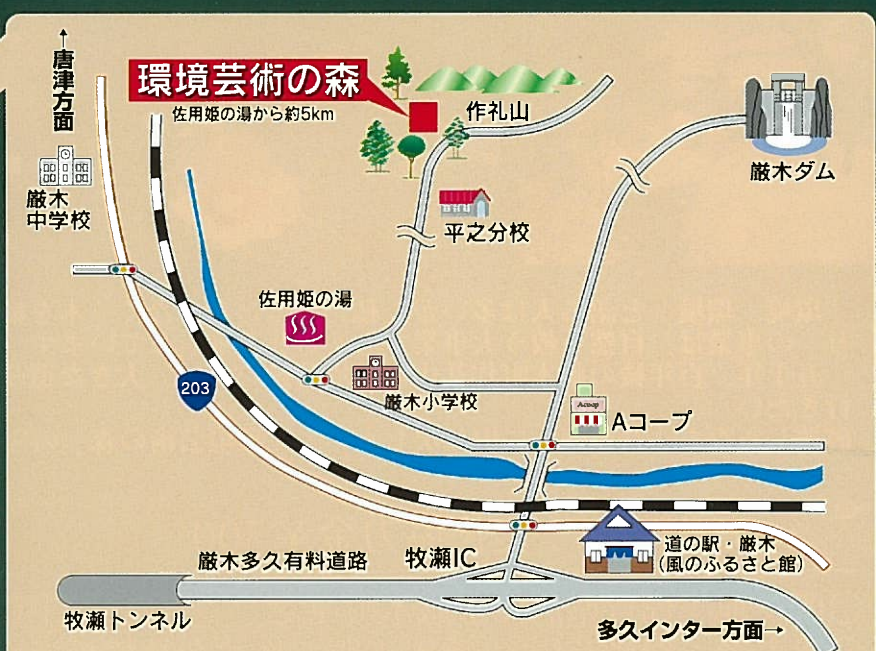 ↑唐津方面
環境芸術の森
佐用姫の湯から約5km
作礼山
厳木ダム
厳木
中学校
平之分校
佐用姫の湯
203
厳木小学校
Acoop
Aコープ
道の駅・厳木
(風のふるさと館)
厳木多久有料道路
牧瀬IC
牧瀬トンネル
多久インター方面→